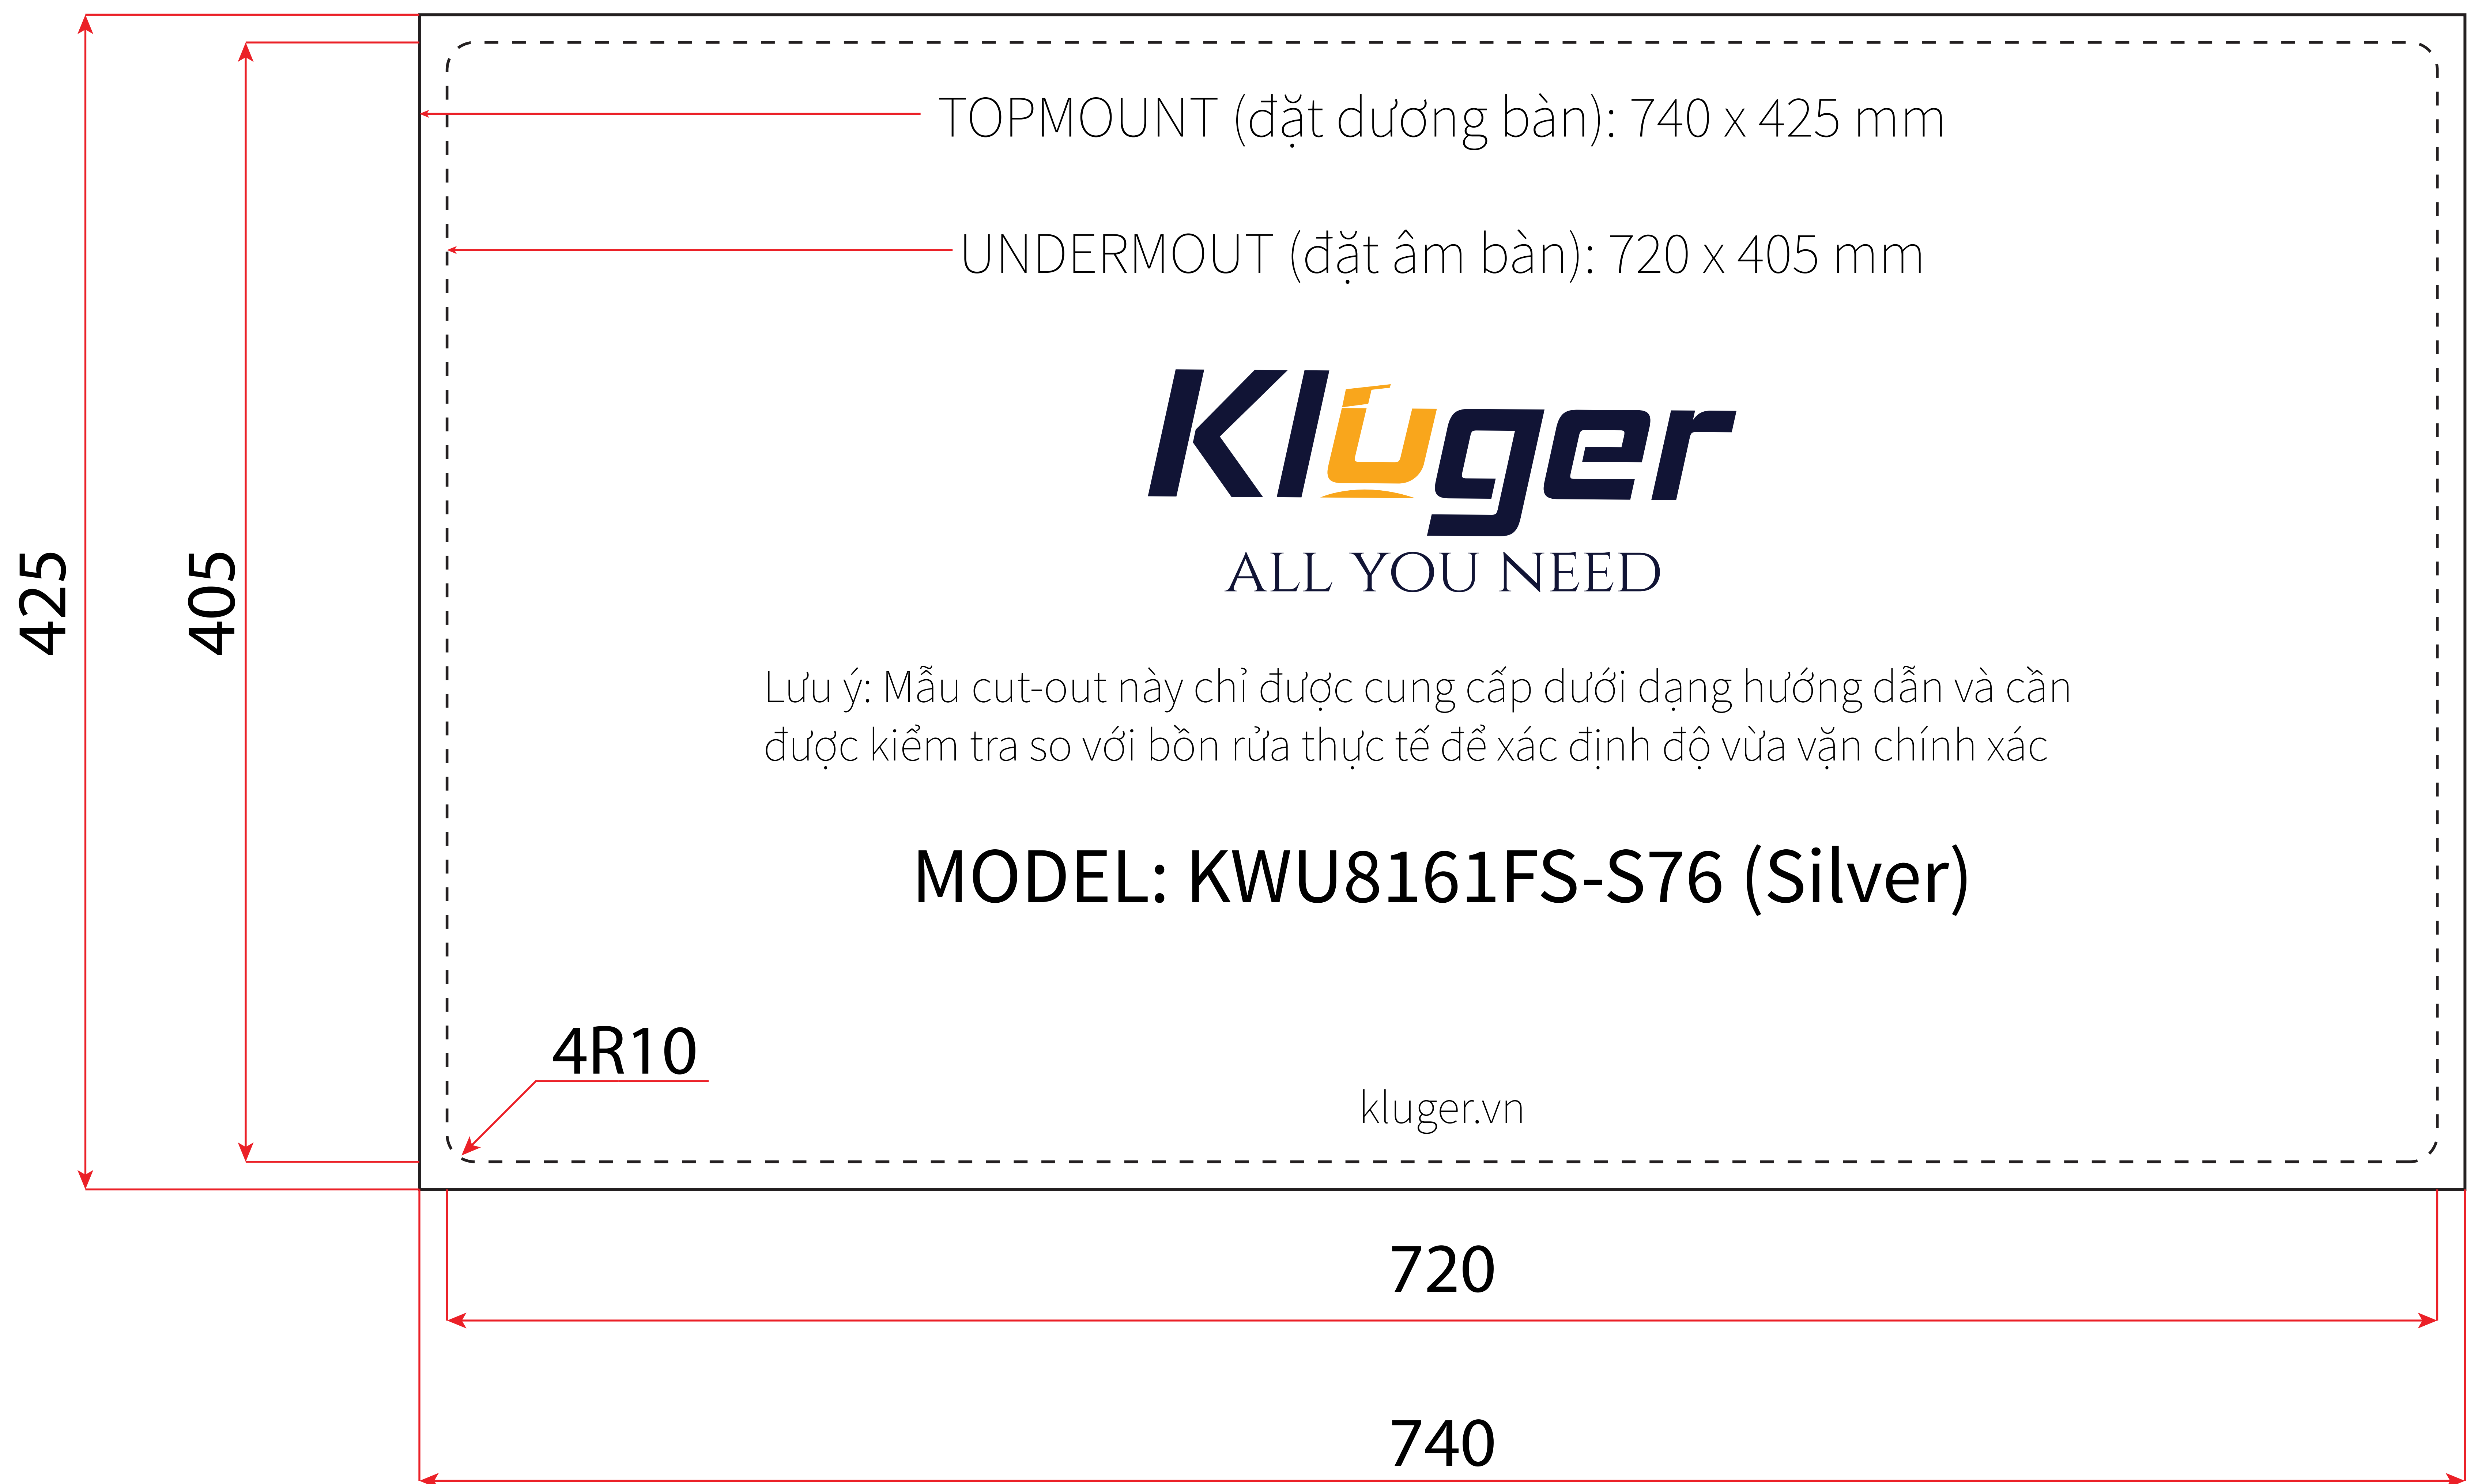 TOPMOUNT (đặt dương bàn): 740 x 425 mm
UNDERMOUT (đặt âm bàn): 720 x 405 mm
Kluger
ALL YOU NEED
425
405
Lưu ý: Mẫu cut-out này chỉ được cung cấp dưới dạng hướng dẫn và cần
được kiểm tra so với bồn rửa thực tế để xác định độ vừa vặn chính xác
MODEL: KWU8161FS-S76 (Silver)
4R10
kluger.vn
720
740